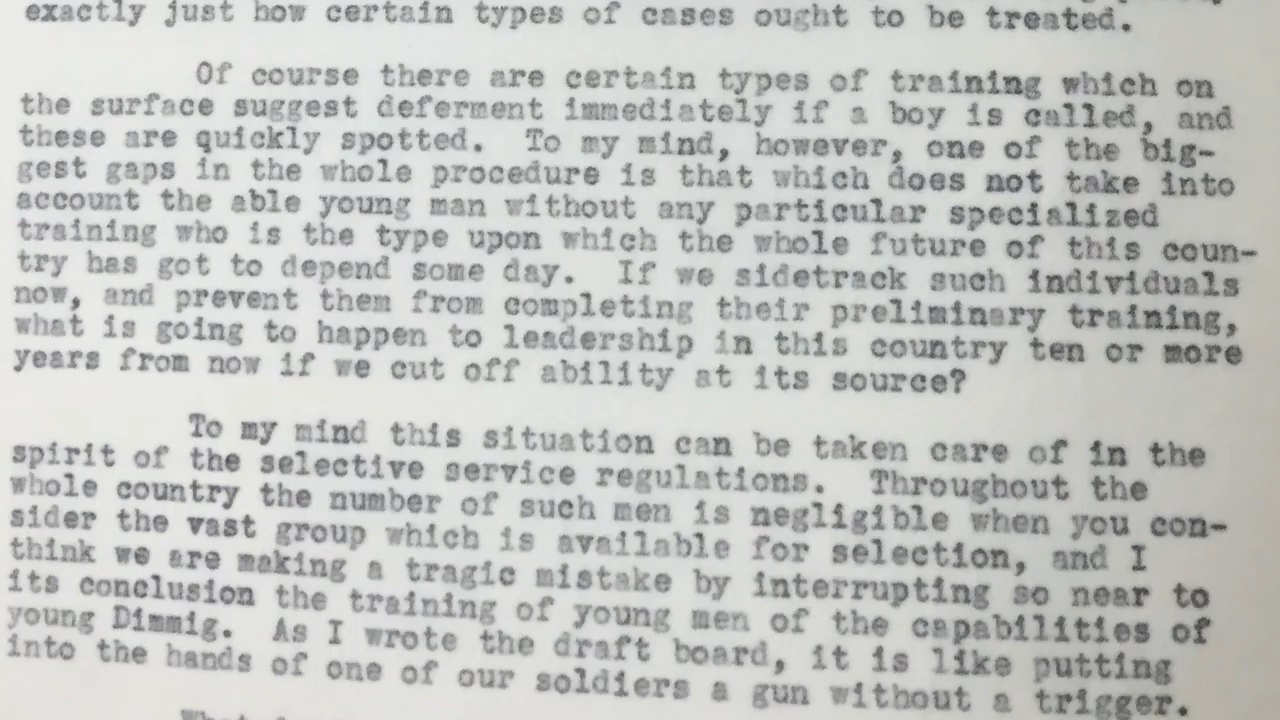 exactly just how certain types of cases ought to be treated.
Of course there are certain types of training which on
the surface suggest deferment immediately if a boy is called, and
these are quickly spotted. To my mind, however, one of the big-
gest gaps in the whole procedure is that which does not take into
account the able young man without any particular specialized
training who is the type upon which the whole future of this coun-
try has got to depend some day. If we sidetrack such individuals
now, and prevent them from completing their preliminary training,
what is going to happen to leadership in this country ten or more
years from now if we cut off ability at its source?
To my mind this situation can be taken care of in the
spirit of the selective service regulations. Throughout the
whole country the number of such men is negligible when you con-
sider the vast group which is available for selection, and I
think we are making a tragic mistake by interrupting so near to
its conclusion the training of young men of the capabilities of
young Dimmig. As I wrote the draft board, it is like putting
into the hands of one of our soldiers a gun without a trigger.